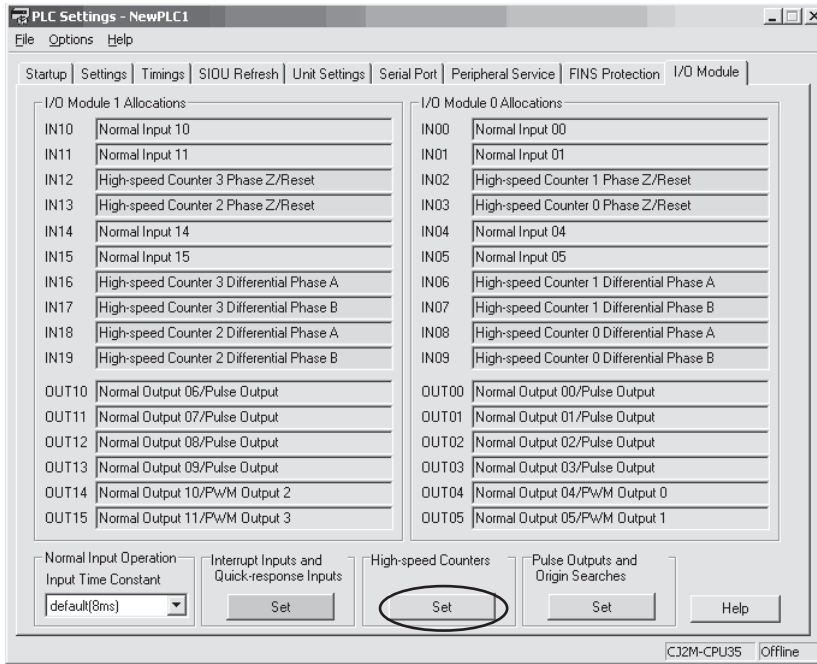 PLC Settings - NewPLC1
File Options Help
Startup Settings Timings SIOU Refresh Unit Settings Serial Port Peripheral Service FINS Protection I/O Module
I/O Module 1 Allocations
IN10 Normal Input 10
IN11 Normal Input 11
IN12 High-speed Counter 3 Phase Z/Reset
IN13 High-speed Counter 2 Phase Z/Reset
IN14 Normal Input 14
IN15 Normal Input 15
IN16 High-speed Counter 3 Differential Phase A
IN17 High-speed Counter 3 Differential Phase B
IN18 High-speed Counter 2 Differential Phase A
IN19 High-speed Counter 2 Differential Phase B
OUT10 Normal Output 06/Pulse Output
OUT11 Normal Output 07/Pulse Output
OUT12 Normal Output 08/Pulse Output
OUT13 Normal Output 09/Pulse Output
OUT14 Normal Output 10/PWM Output 2
OUT15 Normal Output 11/PWM Output 3
I/O Module 0 Allocations
IN00 Normal Input 00
IN01 Normal Input 01
IN02 High-speed Counter 1 Phase Z/Reset
IN03 High-speed Counter 0 Phase Z/Reset
IN04 Normal Input 04
IN05 Normal Input 05
IN06 High-speed Counter 1 Differential Phase A
IN07 High-speed Counter 1 Differential Phase B
IN08 High-speed Counter 0 Differential Phase A
IN09 High-speed Counter 0 Differential Phase B
OUT00 Normal Output 00/Pulse Output
OUT01 Normal Output 01/Pulse Output
OUT02 Normal Output 02/Pulse Output
OUT03 Normal Output 03/Pulse Output
OUT04 Normal Output 04/PWM Output 0
OUT05 Normal Output 05/PWM Output 1
Normal Input Operation
Input Time Constant
default(8ms)
Interrupt Inputs and
Quick-response Inputs
Set
High-speed Counters
Set
Pulse Outputs and
Origin Searches
Set
Help
CJ2M-CPU35 Offline